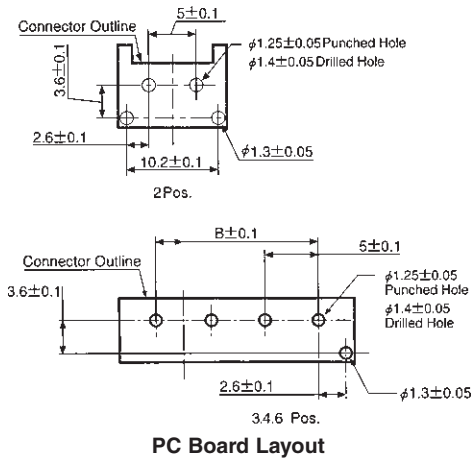 5±0.1
Connector Outline
φ1.25±0.05 Punched Hole
φ1.4±0.05 Drilled Hole
3.6±0.1
2.6±0.1
φ1.3±0.05
10.2±0.1
2Pos.
B±0.1
Connector Outline
5±0.1
φ1.25±0.05
Punched Hole
3.6±0.1
φ1.4±0.05
Drilled Hole
2.6±0.1
φ1.3±0.05
3.4.6 Pos.
PC Board Layout